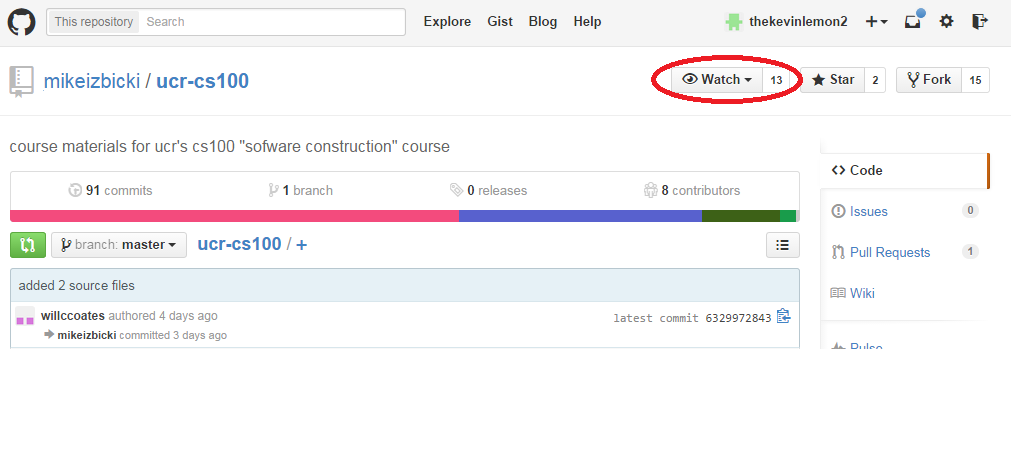 This repository Search Explore Gist Blog Help thekevinlemon2
mikeizbicki / ucr-cs100 Watch 13 Star 2 Fork 15
course materials for ucr's cs100 "sofware construction" course
91 commits 1 branch 0 releases 8 contributors
branch: master ucr-cs100 / +
added 2 source files
willccoates authored 4 days ago latest commit 6329972843
mikeizbicki committed 3 days ago
Code
Issues 0
Pull Requests 1
Wiki
Pulse